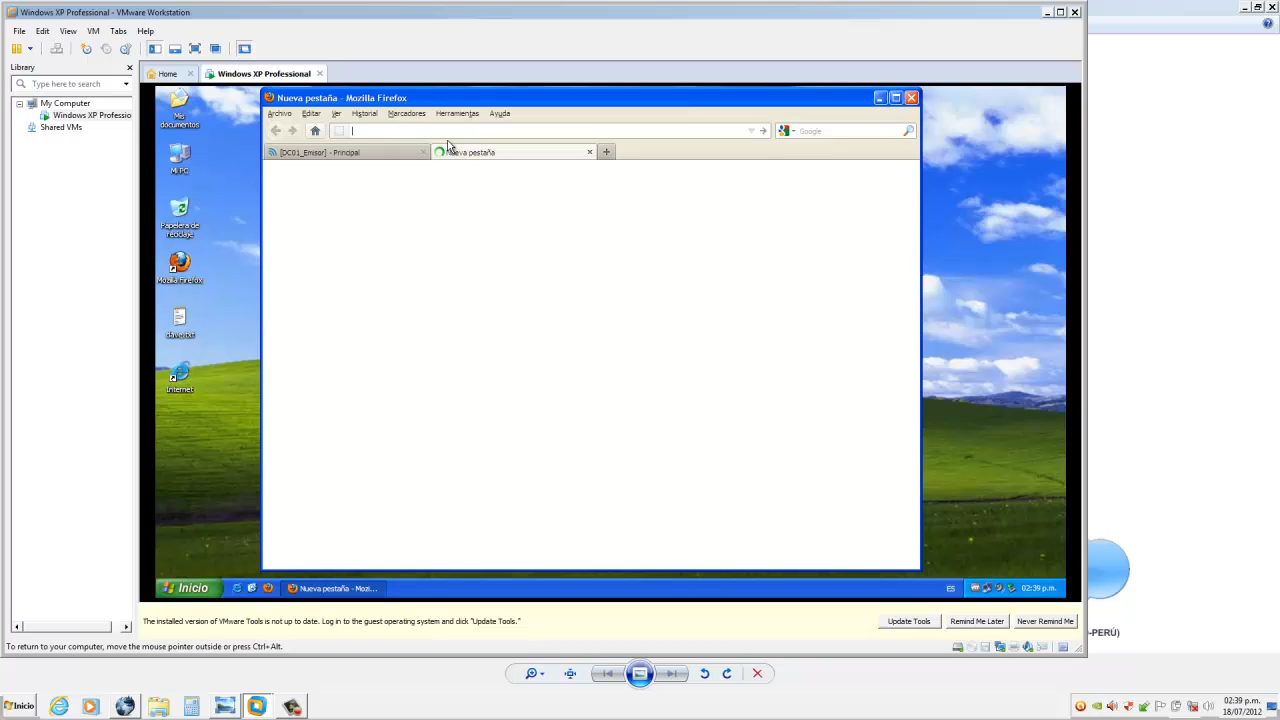 Windows XP Professional - VMware Workstation
File Edit View VM Tabs Help
Library
Type here to search
My Computer
Windows XP Professio
Shared VMs
Home
Windows XP Professional
Mis documentos
Mi PC
Papelera de reciclaje
Mozilla Firefox
clave.txt
Internet
Nueva pestaña - Mozilla Firefox
Archivo Editar Ver Historial Marcadores Herramientas Ayuda
Google
[DC01_Emisor] - Principal
Nueva pestaña
Inicio
Nueva pestaña - Mozi...
ES
02:39 p.m.
The installed version of VMware Tools is not up to date. Log in to the guest operating system and click "Update Tools."
Update Tools
Remind Me Later
Never Remind Me
To return to your computer, move the mouse pointer outside or press Ctrl+Alt.
-PERÚ)
Inicio
02:39 p.m.
18/07/2012